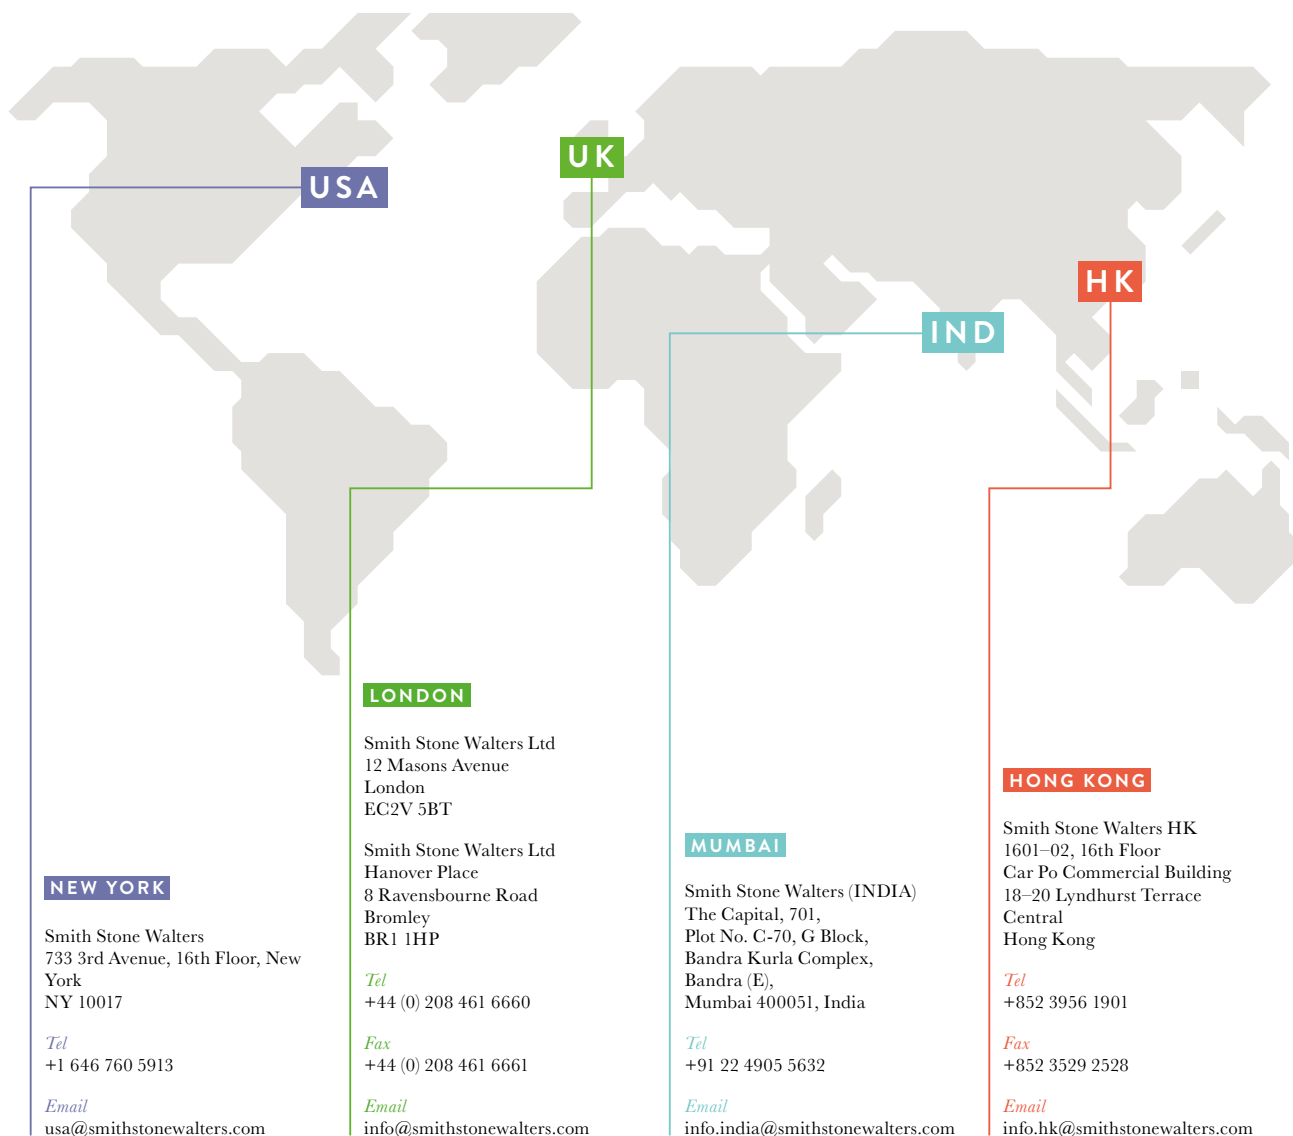 UK
USA
HK
IND
NEW YORK
Smith Stone Walters
733 3rd Avenue, 16th Floor, New
York
NY 10017
Tel
+1 646 760 5913
Email
usa@smithstonewalters.com
LONDON
Smith Stone Walters Ltd
12 Masons Avenue
London
EC2V 5BT
Smith Stone Walters Ltd
Hanover Place
8 Ravensbourne Road
Bromley
BR1 1HP
Tel
+44 (0) 208 461 6660
Fax
+44 (0) 208 461 6661
Email
info@smithstonewalters.com
MUMBAI
Smith Stone Walters (INDIA)
The Capital, 701,
Plot No. C-70, G Block,
Bandra Kurla Complex,
Bandra (E),
Mumbai 400051, India
Tel
+91 22 4905 5632
Email
info.india@smithstonewalters.com
HONG KONG
Smith Stone Walters HK
1601–02, 16th Floor
Car Po Commercial Building
18–20 Lyndhurst Terrace
Central
Hong Kong
Tel
+852 3956 1901
Fax
+852 3529 2528
Email
info.hk@smithstonewalters.com